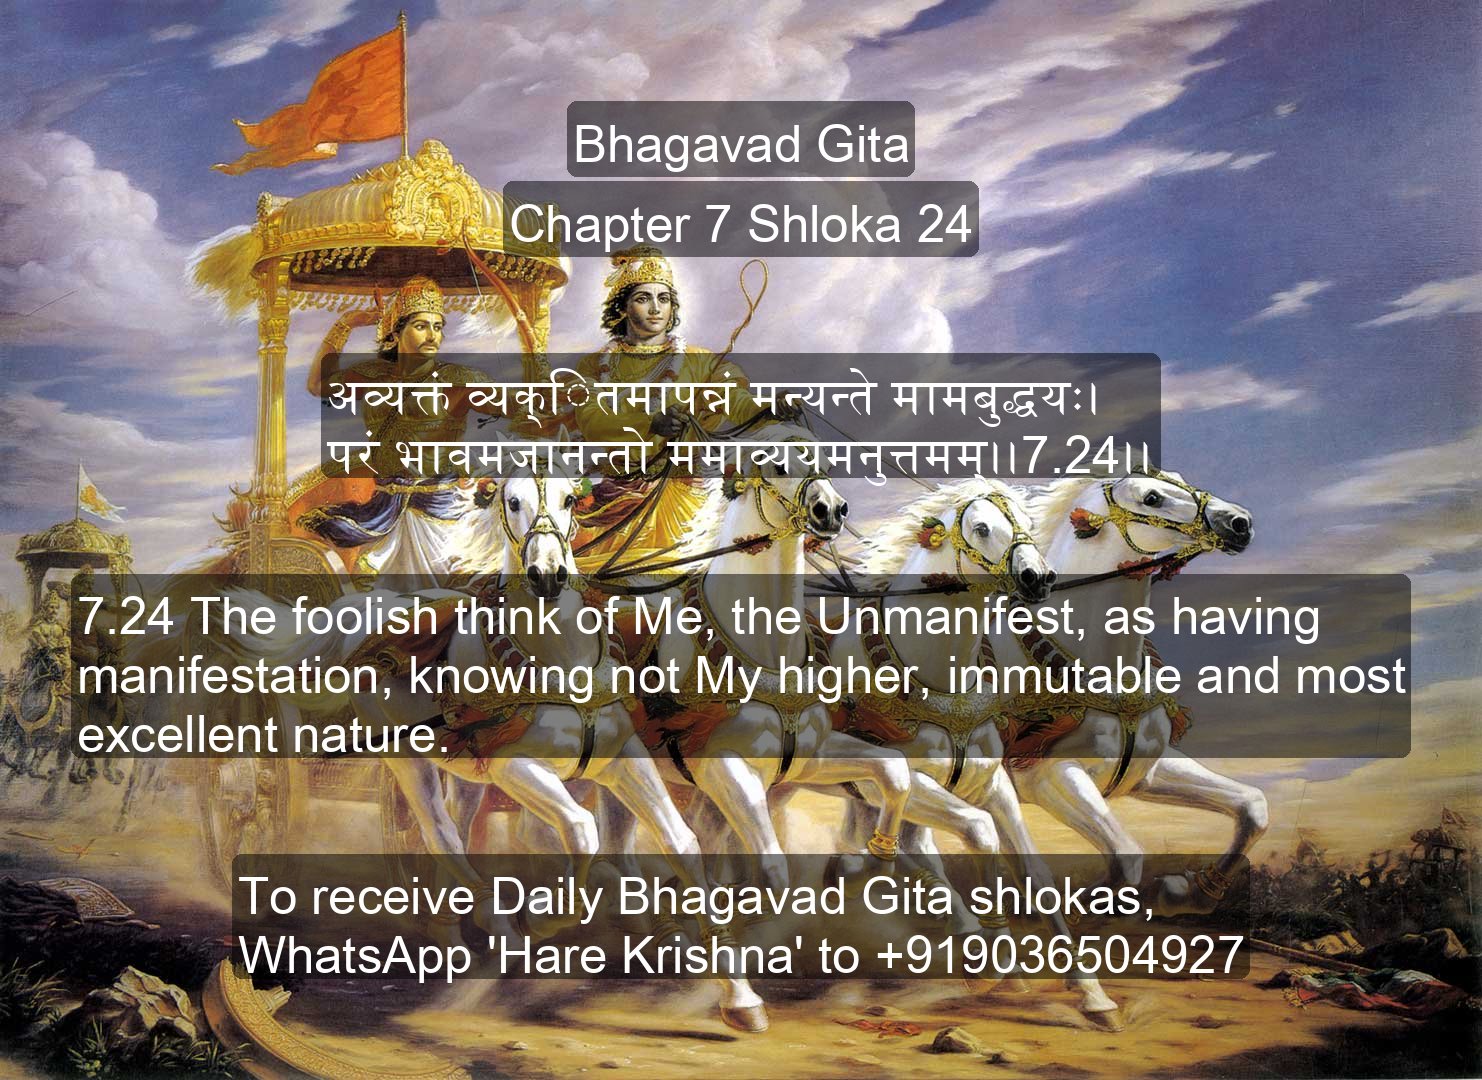 Bhagavad Gita
Chapter 7 Shloka 24
अव्यक्तं व्यक्ितमापन्नं मन्यन्ते मामबुद्धयः।
परं भावमजानन्तो ममाव्ययमनुत्तमम्।।7.24।।
7.24 The foolish think of Me, the Unmanifest, as having
manifestation, knowing not My higher, immutable and most
excellent nature.
To receive Daily Bhagavad Gita shlokas,
WhatsApp 'Hare Krishna' to +919036504927